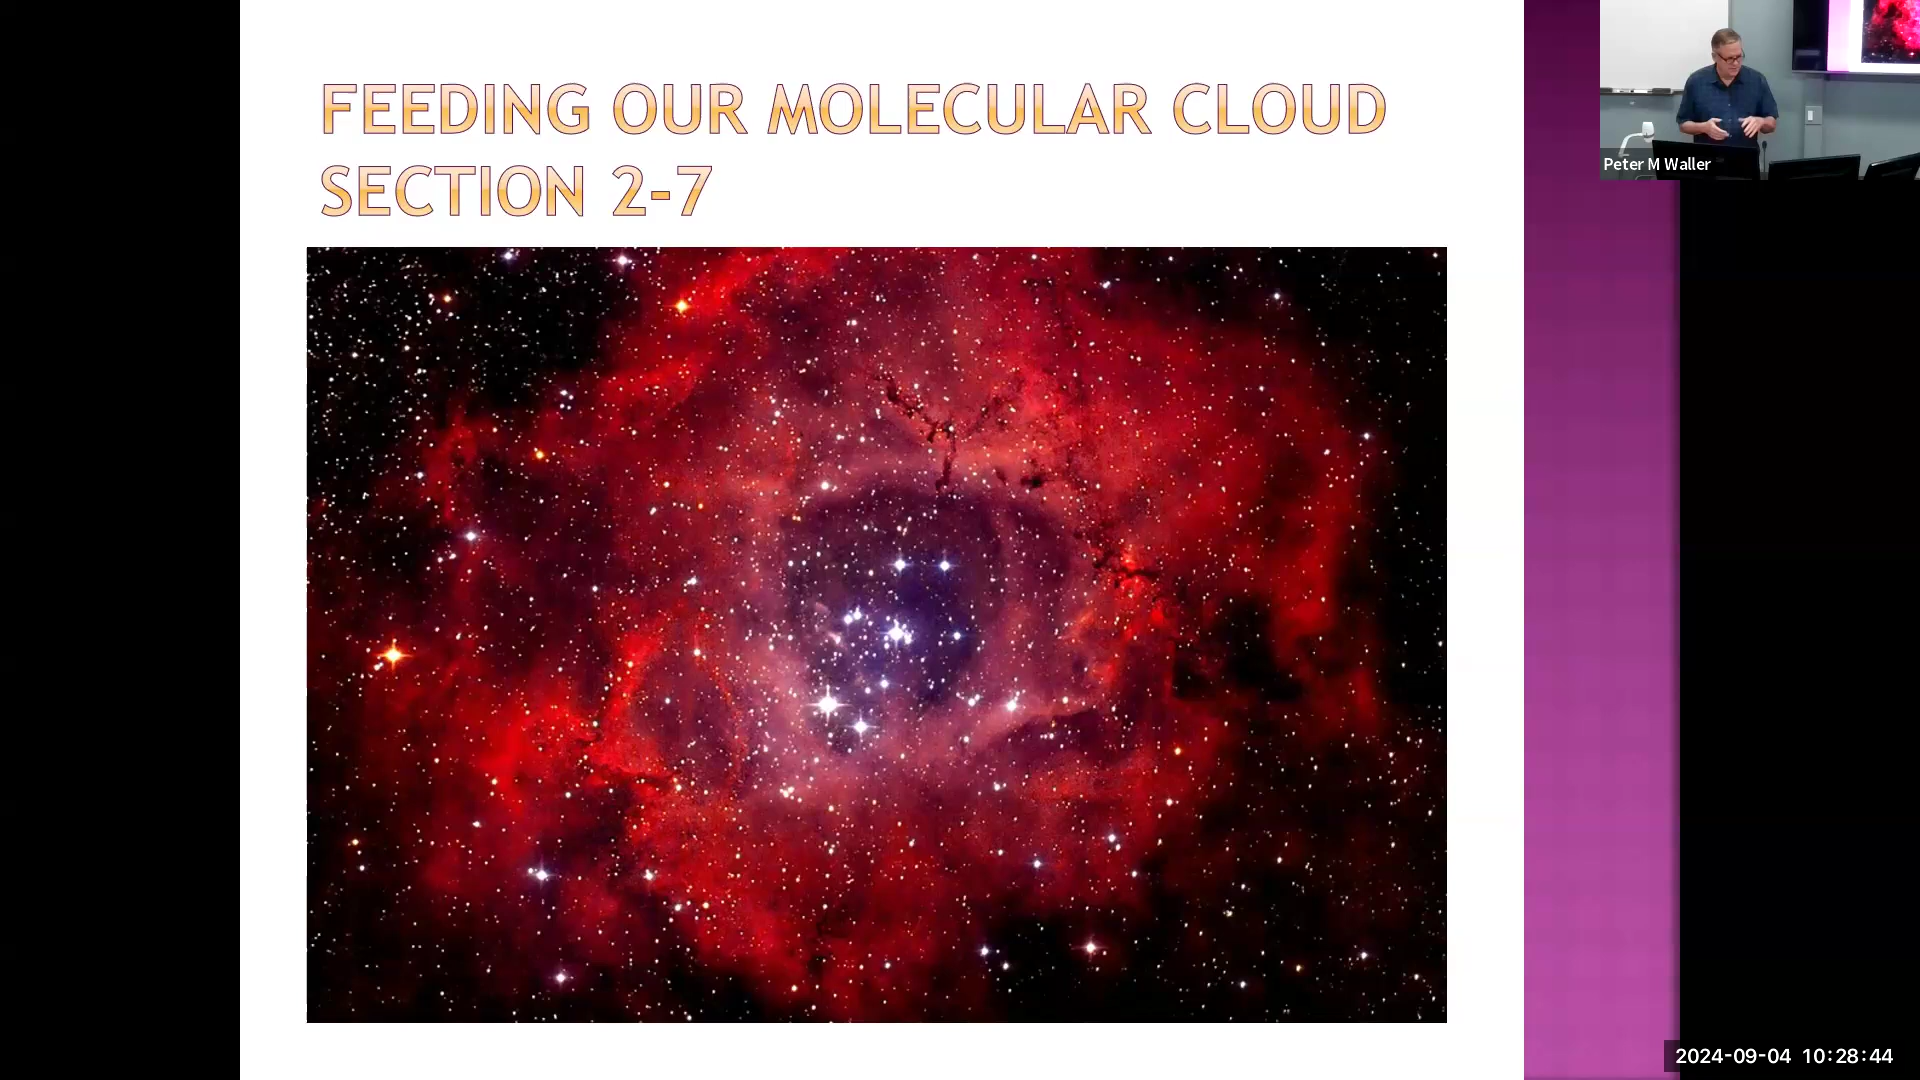 FEEDING OUR MOLECULAR CLOUD
SECTION 2-7
Peter M Waller
2024-09-04 10:28:44